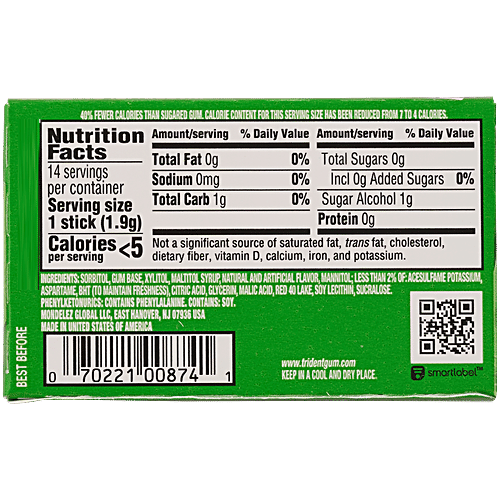 40% FEWER CALORIES THAN SUGARED GUM. CALORIE CONTENT FOR THIS SERVING SIZE HAS BEEN REDUCED FROM 7 TO 4 CALORIES.
Nutrition
Facts
14 servings
per container
Serving size
1 stick (1.9g)
Calories
per serving
<5
Amount/serving % Daily Value
Total Fat 0g 0%
Sodium 0mg 0%
Total Carb 1g 0%
Amount/serving % Daily Value
Total Sugars 0g
Incl 0g Added Sugars 0%
Sugar Alcohol 1g
Protein 0g
Not a significant source of saturated fat, trans fat, cholesterol,
dietary fiber, vitamin D, calcium, iron, and potassium.
INGREDIENTS: SORBITOL, GUM BASE, XYLITOL, MALTITOL SYRUP, NATURAL AND ARTIFICIAL FLAVOR, MANNITOL; LESS THAN 2% OF: ACESULFAME POTASSIUM,
ASPARTAME, BHT (TO MAINTAIN FRESHNESS), CITRIC ACID, GLYCERIN, MALIC ACID, RED 40 LAKE, SOY LECITHIN, SUCRALOSE.
PHENYLKETONURICS: CONTAINS PHENYLALANINE. CONTAINS: SOY.
MONDELEZ GLOBAL LLC, EAST HANOVER, NJ 07936 USA
MADE IN UNITED STATES OF AMERICA
BEST BEFORE
0 70221 00874 1
www.tridentgum.com
KEEP IN A COOL AND DRY PLACE.
smartlabel™